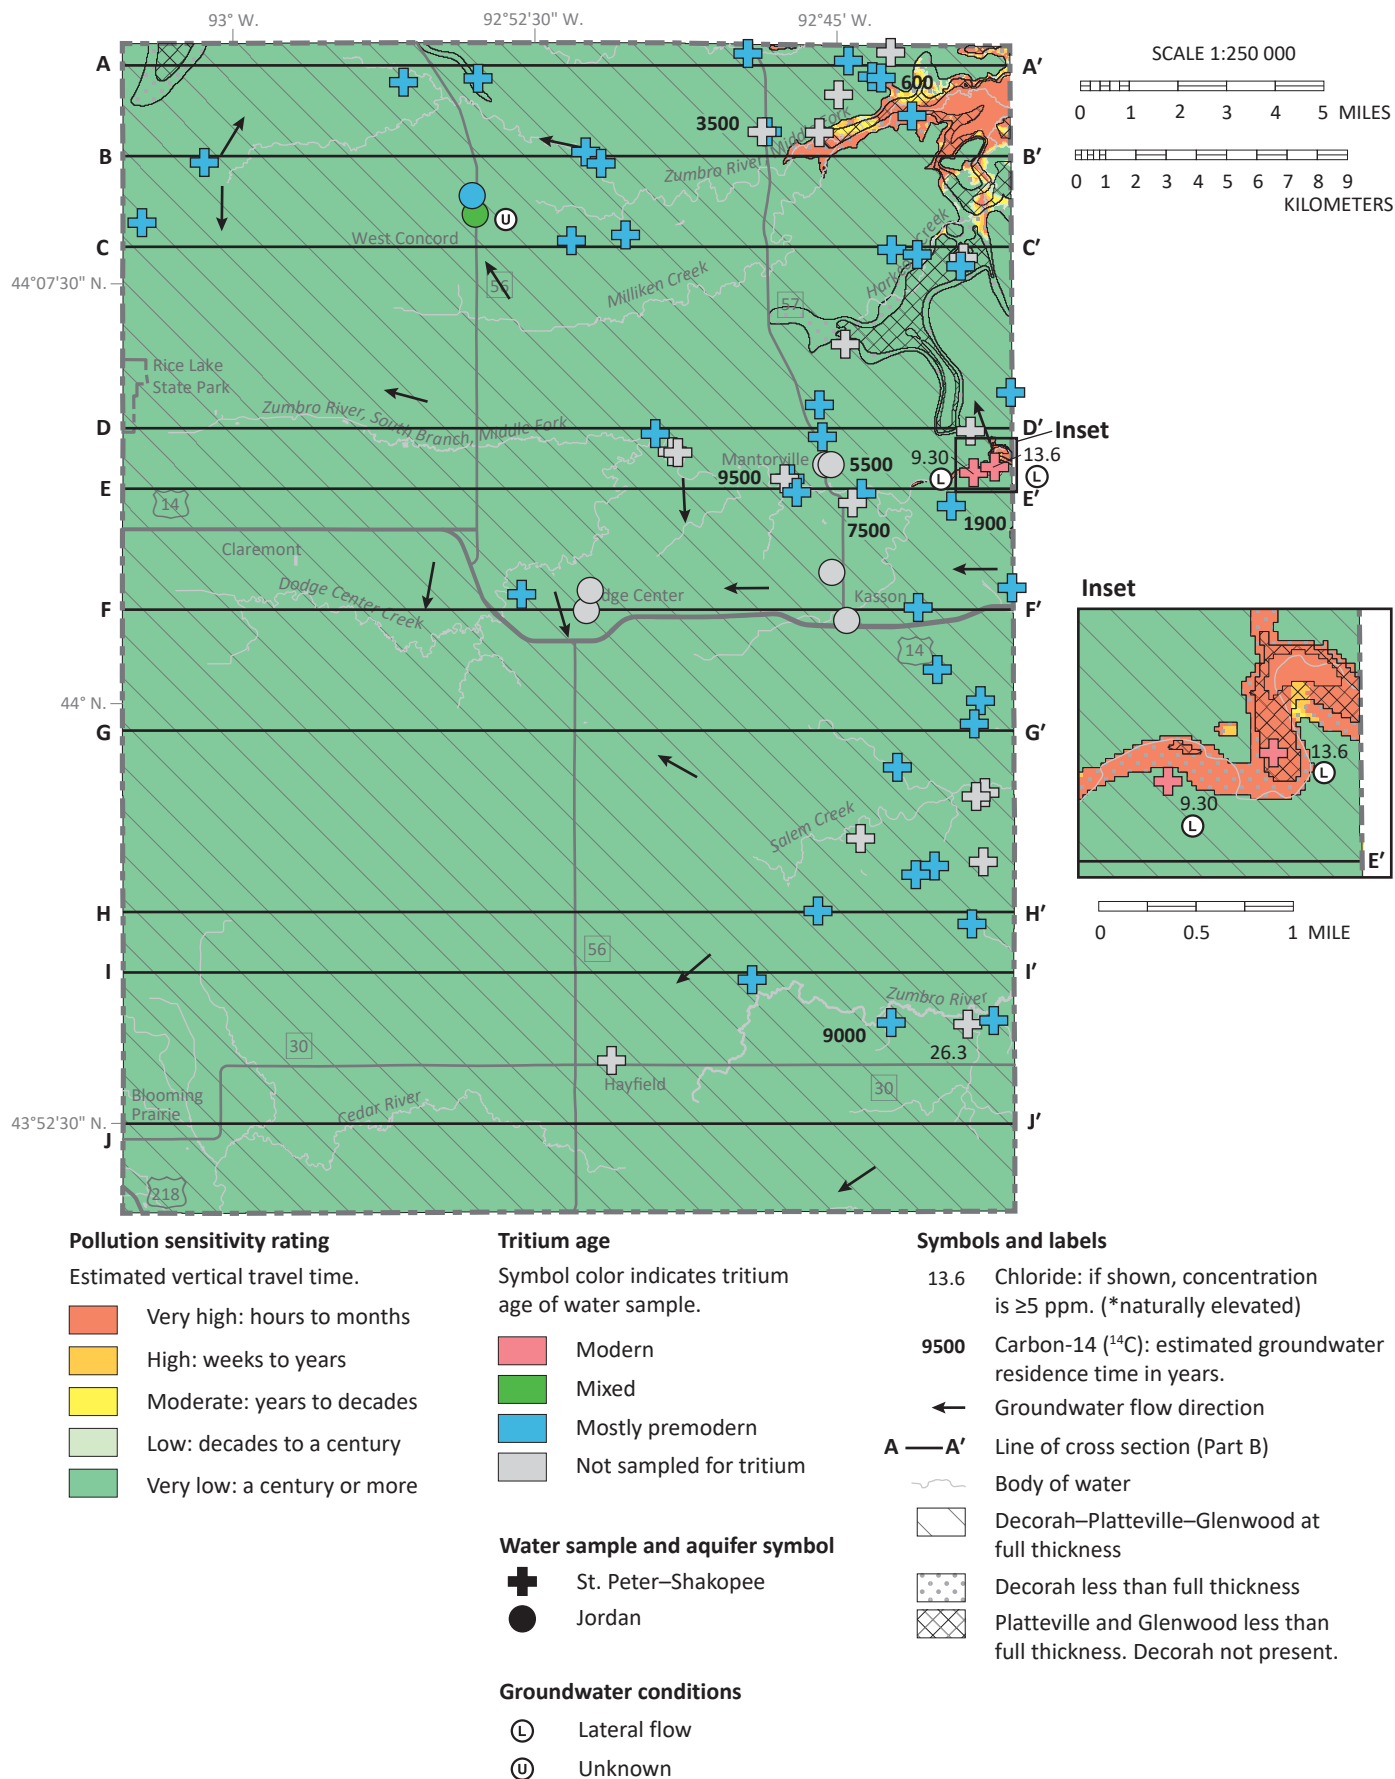 93° W.
92°52'30" W.
92°45' W.
SCALE 1:250 000
0 1 2 3 4 5 MILES
0 1 2 3 4 5 6 7 8 9
KILOMETERS
A
A′
600
3500
B
B′
Zumbro River, Middle Fork
U
West Concord
C
C′
Harkcom Creek
44°07'30" N.
56
Milliken Creek
57
Rice Lake
State Park
Zumbro River, South Branch, Middle Fork
D
D′
Inset
Mantorville
9500
5500
9.30
13.6
L
L
E
E′
14
7500
1900
Claremont
Dodge Center Creek
dge Center
Kasson
F
F′
14
44° N.
G
G′
Salem Creek
H
H′
56
I
I′
Zumbro River
9000
26.3
30
Hayfield
30
Blooming
Prairie
Cedar River
43°52'30" N.
J
J′
218
Inset
13.6
L
9.30
L
E′
0 0.5 1 MILE
Pollution sensitivity rating
Estimated vertical travel time.
Very high: hours to months
High: weeks to years
Moderate: years to decades
Low: decades to a century
Very low: a century or more
Tritium age
Symbol color indicates tritium
age of water sample.
Modern
Mixed
Mostly premodern
Not sampled for tritium
Water sample and aquifer symbol
St. Peter–Shakopee
Jordan
Groundwater conditions
L Lateral flow
U Unknown
Symbols and labels
13.6 Chloride: if shown, concentration
is ≥5 ppm. (*naturally elevated)
9500 Carbon-14 (¹⁴C): estimated groundwater
residence time in years.
Groundwater flow direction
A — A′ Line of cross section (Part B)
Body of water
Decorah–Platteville–Glenwood at
full thickness
Decorah less than full thickness
Platteville and Glenwood less than
full thickness. Decorah not present.